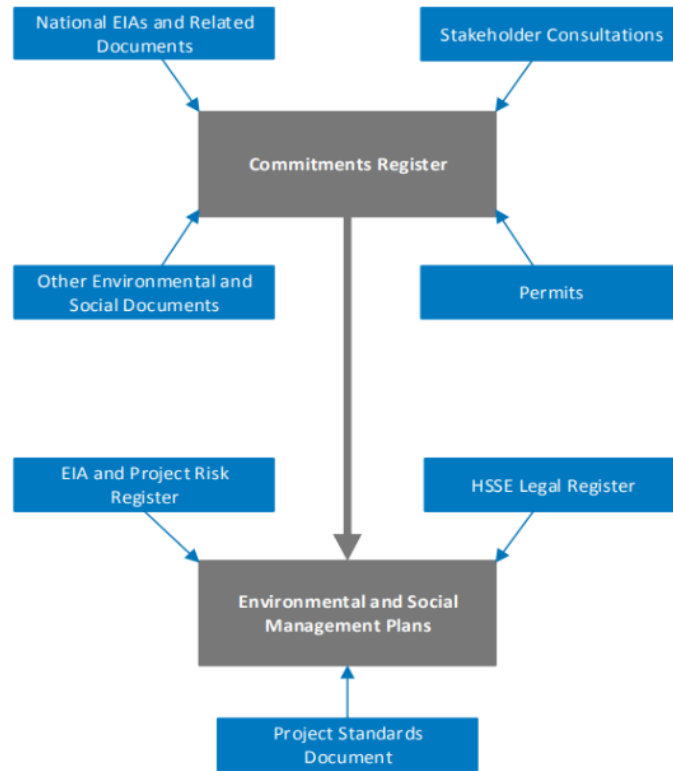 National EIAs and Related
Documents
Stakeholder Consultations
Commitments Register
Other Environmental and
Social Documents
Permits
EIA and Project Risk
Register
HSSE Legal Register
Environmental and Social
Management Plans
Project Standards
Document